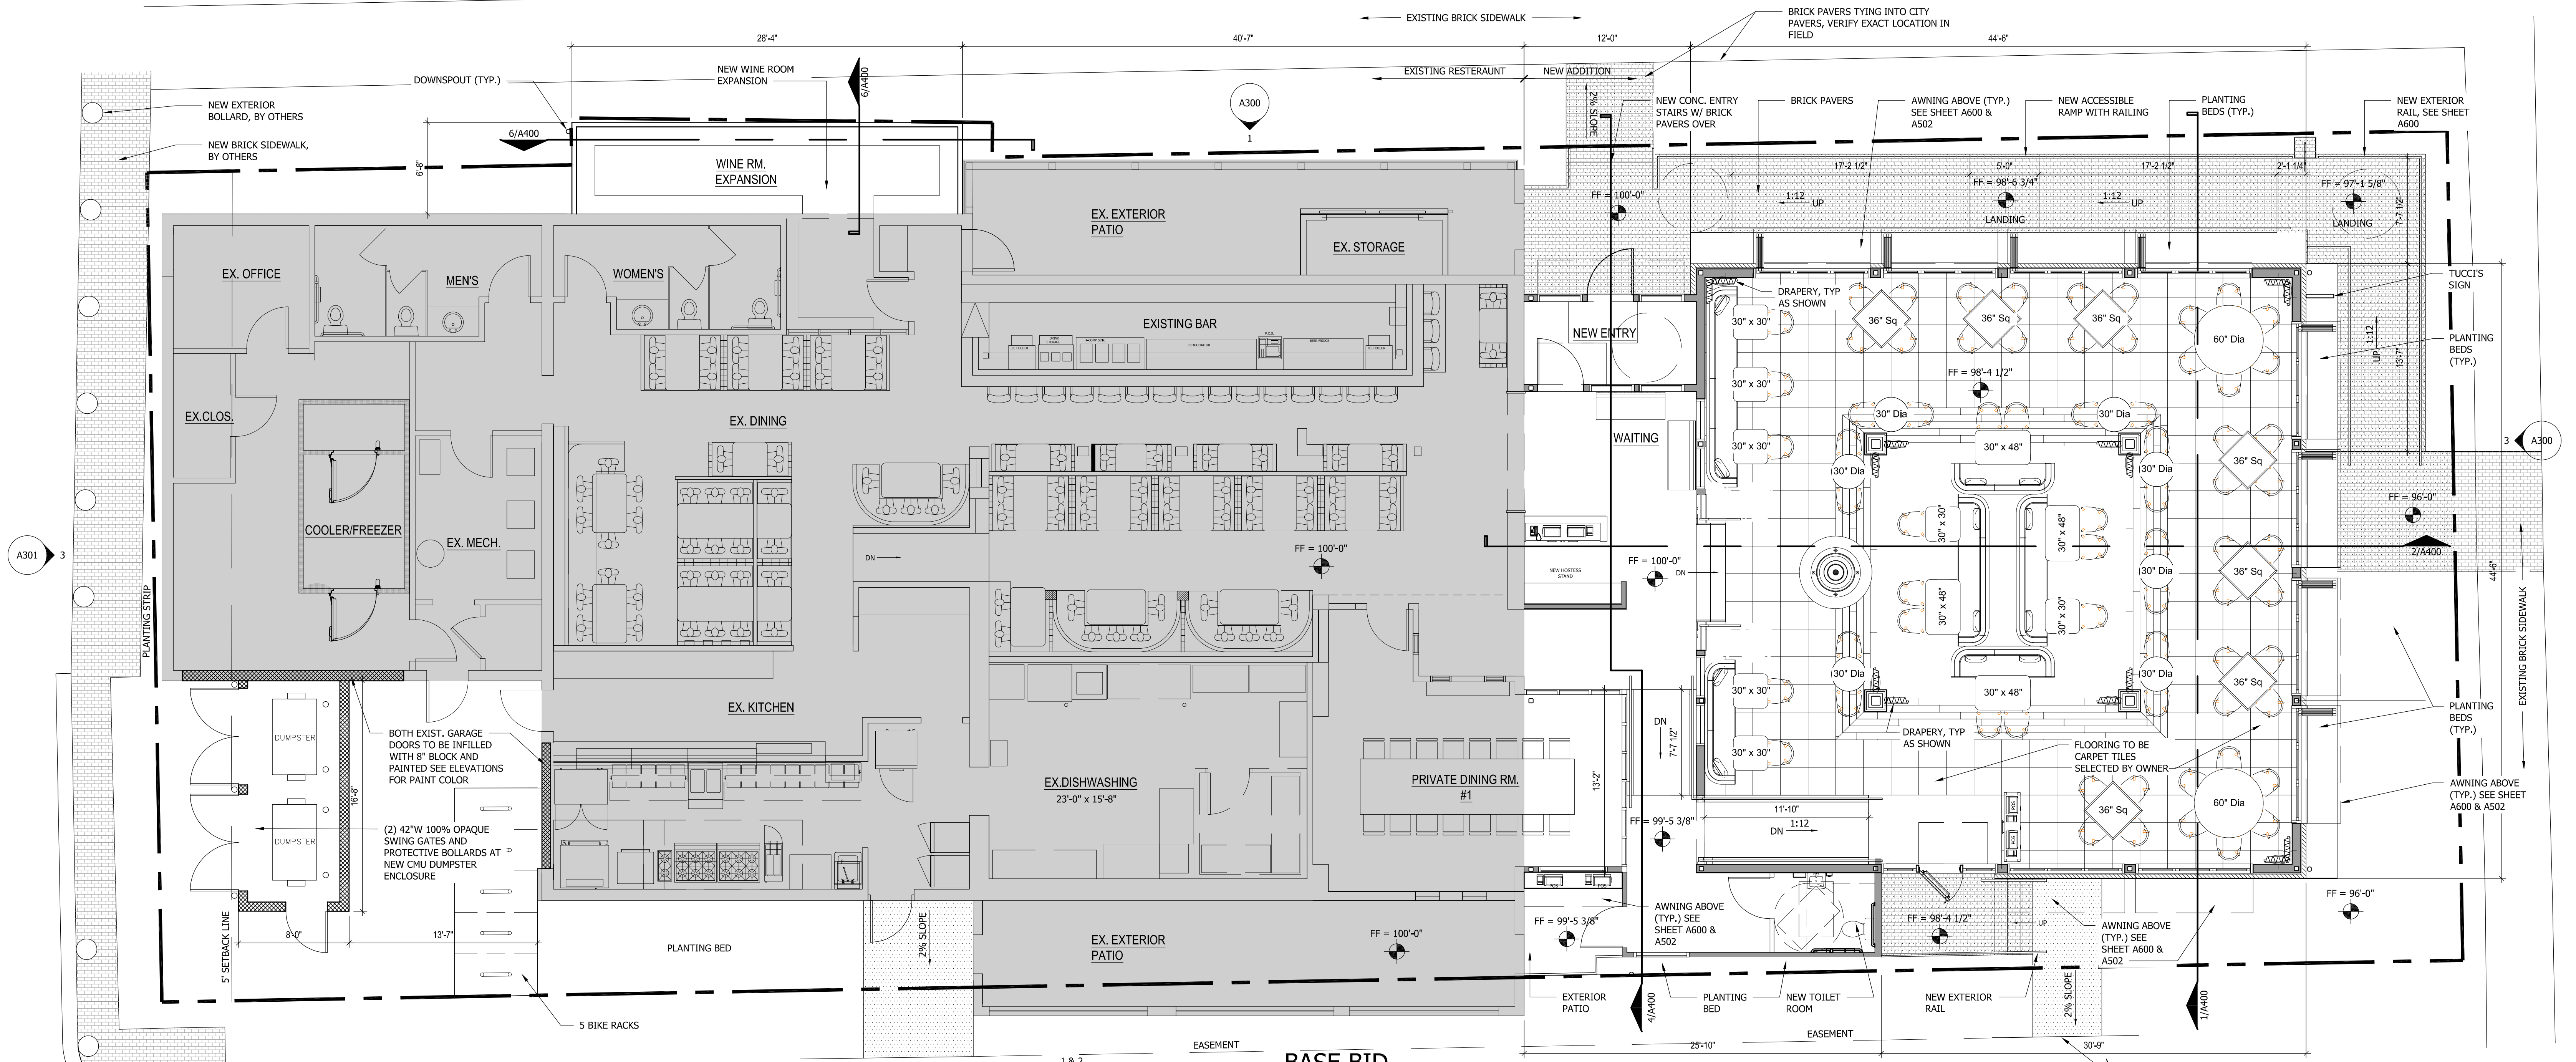 EXISTING BRICK SIDEWALK
BRICK PAVERS TYING INTO CITY
PAVERS, VERIFY EXACT LOCATION IN
FIELD
28'-4"
40'-7"
12'-0"
44'-6"
DOWNSPOUT (TYP.)
NEW WINE ROOM
EXPANSION
6/A400
EXISTING RESTERAUNT
NEW ADDITION
NEW EXTERIOR
BOLLARD, BY OTHERS
A300
1
2% SLOPE
NEW CONC. ENTRY
STAIRS W/ BRICK
PAVERS OVER
BRICK PAVERS
AWNING ABOVE (TYP.)
SEE SHEET A600 &
A502
NEW ACCESSIBLE
RAMP WITH RAILING
PLANTING
BEDS (TYP.)
NEW EXTERIOR
RAIL, SEE SHEET
A600
6/A400
NEW BRICK SIDEWALK,
BY OTHERS
6'-8"
WINE RM.
EXPANSION
17'-2 1/2"
5'-0"
17'-2 1/2"
2'-1 1/4"
FF = 100'-0"
FF = 98'-6 3/4"
FF = 97'-1 5/8"
1:12
UP
1:12
UP
LANDING
LANDING
7'-7 1/2"
EX. EXTERIOR
PATIO
EX. STORAGE
EX. OFFICE
MEN'S
WOMEN'S
TUCCI'S
SIGN
DRAPERY, TYP
AS SHOWN
EXISTING BAR
NEW ENTRY
30" x 30"
36" Sq
36" Sq
36" Sq
60" Dia
UP
1:12
13'-7"
PLANTING
BEDS
(TYP.)
ICE HOLDER
REFRIGERATOR
BEER FRIDGE
ICE HOLDER
FF = 98'-4 1/2"
30" x 30"
EX.CLOS.
EX. DINING
30" Dia
30" Dia
WAITING
30" x 30"
30" x 48"
3
A300
36" Sq
30" Dia
30" Dia
FF = 96'-0"
COOLER/FREEZER
EX. MECH.
30" x 30"
30" x 48"
A301
3
DN
FF = 100'-0"
FF = 100'-0"
DN
NEW HOSTESS
STAND
2/A400
44'-6"
30" Dia
36" Sq
30" x 48"
30" x 30"
PLANTING STRIP
EXISTING BRICK SIDEWALK
30" Dia
30" Dia
36" Sq
30" x 30"
30" x 48"
EX. KITCHEN
PLANTING
BEDS
(TYP.)
DUMPSTER
BOTH EXIST. GARAGE
DOORS TO BE INFILLED
WITH 8" BLOCK AND
PAINTED SEE ELEVATIONS
FOR PAINT COLOR
DN
7'-7 1/2"
DRAPERY, TYP
AS SHOWN
30" x 30"
FLOORING TO BE
CARPET TILES
SELECTED BY OWNER
EX.DISHWASHING
23'-0" x 15'-8"
PRIVATE DINING RM.
#1
13'-2"
AWNING ABOVE
(TYP.) SEE SHEET
A600 & A502
16'-8"
11'-10"
1:12
DN
POS
POS
36" Sq
60" Dia
FF = 99'-5 3/8"
DUMPSTER
(2) 42"W 100% OPAQUE
SWING GATES AND
PROTECTIVE BOLLARDS AT
NEW CMU DUMPSTER
ENCLOSURE
POS
POS
FF = 96'-0"
5' SETBACK LINE
8'-0"
13'-7"
PLANTING BED
2% SLOPE
EX. EXTERIOR
PATIO
FF = 100'-0"
FF = 99'-5 3/8"
AWNING ABOVE
(TYP.) SEE
SHEET A600 &
A502
FF = 98'-4 1/2"
UP
AWNING ABOVE
(TYP.) SEE
SHEET A600 &
A502
2% SLOPE
5 BIKE RACKS
EXTERIOR
PATIO
4/A400
PLANTING
BED
NEW TOILET
ROOM
NEW EXTERIOR
RAIL
1/A400
EASEMENT
EASEMENT
25'-10"
30'-9"
1 & 2
BASE BID